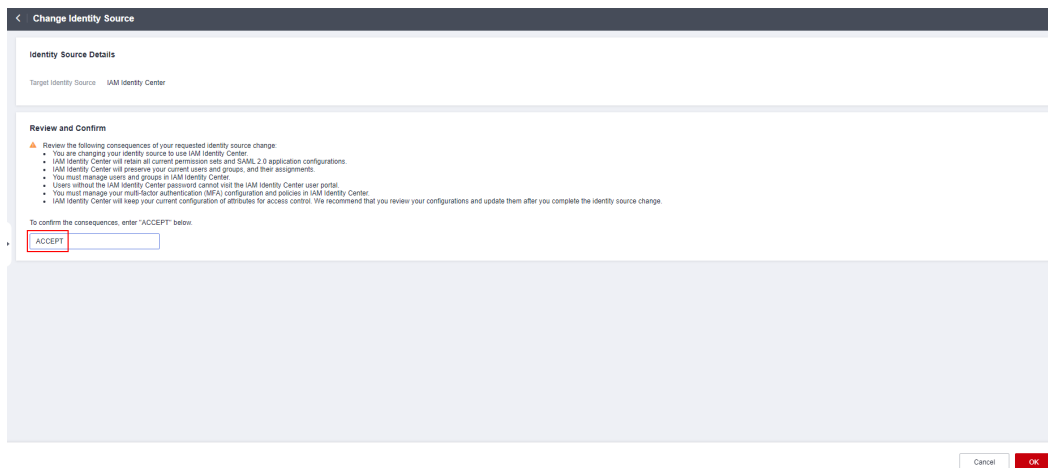 < Change Identity Source
Identity Source Details
Target Identity Source IAM Identity Center
Review and Confirm
Review the following consequences of your requested identity source change:
• You are changing your identity source to use IAM Identity Center.
• IAM Identity Center will retain all current permission sets and SAML 2.0 application configurations.
• IAM Identity Center will preserve your current users and groups, and their assignments.
• You must manage users and groups in IAM Identity Center.
• Users without the IAM Identity Center password cannot visit the IAM Identity Center user portal.
• You must manage your multi-factor authentication (MFA) configuration and policies in IAM Identity Center.
• IAM Identity Center will keep your current configuration of attributes for access control. We recommend that you review your configurations and update them after you complete the identity source change.
To confirm the consequences, enter "ACCEPT" below.
ACCEPT
Cancel OK